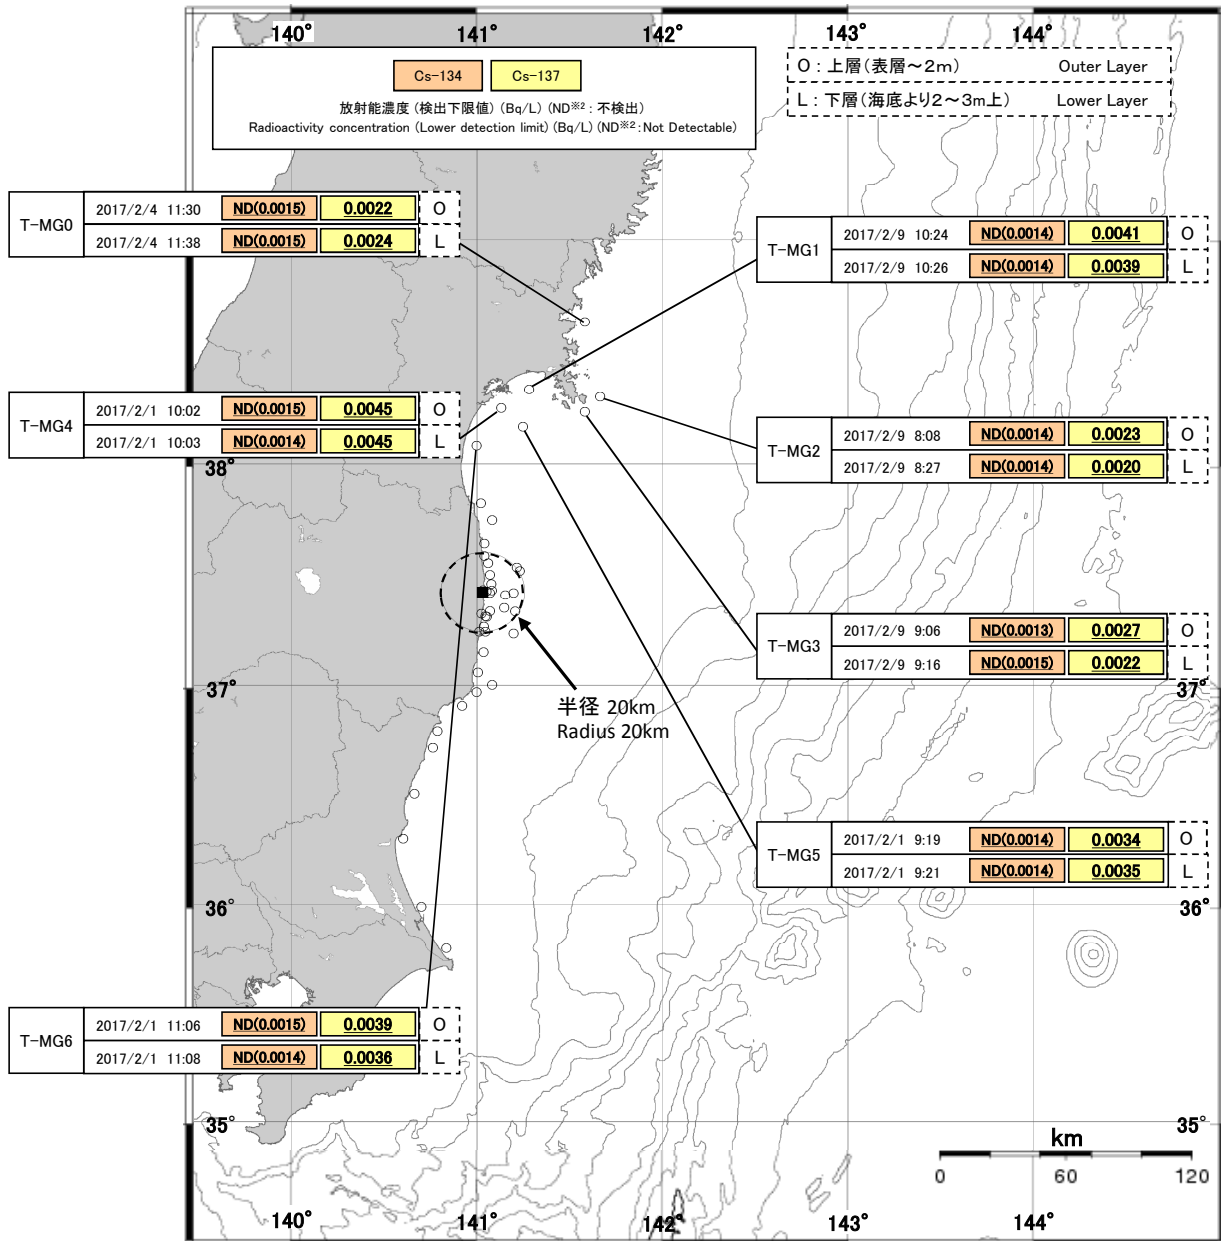 140° 141° 142° 143° 144°
Cs-134 Cs-137
放射能濃度 (検出下限値) (Bq/L) (ND※2 : 不検出)
Radioactivity concentration (Lower detection limit) (Bq/L) (ND※2 : Not Detectable)
O : 上層(表層～2m) Outer Layer
L : 下層(海底より2～3m上) Lower Layer
T-MG0
2017/2/4 11:30 ND(0.0015) 0.0022 O
2017/2/4 11:38 ND(0.0015) 0.0024 L
T-MG1
2017/2/9 10:24 ND(0.0014) 0.0041 O
2017/2/9 10:26 ND(0.0014) 0.0039 L
T-MG4
2017/2/1 10:02 ND(0.0015) 0.0045 O
2017/2/1 10:03 ND(0.0014) 0.0045 L
T-MG2
2017/2/9 8:08 ND(0.0014) 0.0023 O
2017/2/9 8:27 ND(0.0014) 0.0020 L
38°
T-MG3
2017/2/9 9:06 ND(0.0013) 0.0027 O
2017/2/9 9:16 ND(0.0015) 0.0022 L
37° 37°
半径 20km
Radius 20km
T-MG5
2017/2/1 9:19 ND(0.0014) 0.0034 O
2017/2/1 9:21 ND(0.0014) 0.0035 L
36° 36°
T-MG6
2017/2/1 11:06 ND(0.0015) 0.0039 O
2017/2/1 11:08 ND(0.0014) 0.0036 L
35° 35°
km
0 60 120
140° 141° 142° 143° 144°